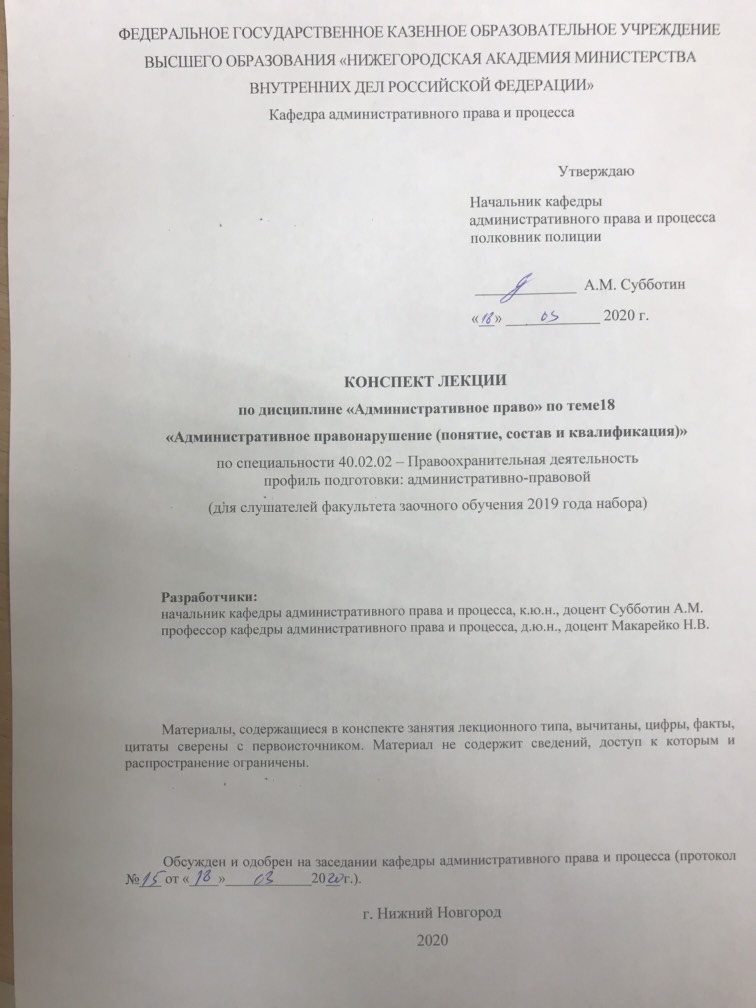 ФЕДЕРАЛЬНОЕ ГОСУДАРСТВЕННОЕ КАЗЕННОЕ ОБРАЗОВАТЕЛЬНОЕ УЧРЕЖДЕНИЕ
ВЫСШЕГО ОБРАЗОВАНИЯ «НИЖЕГОРОДСКАЯ АКАДЕМИЯ МИНИСТЕРСТВА
ВНУТРЕННИХ ДЕЛ РОССИЙСКОЙ ФЕДЕРАЦИИ»
Кафедра административного права и процесса
Утверждаю
Начальник кафедры
административного права и процесса
полковник полиции
____________ А.М. Субботин
«18» ____03____ 2020 г.
КОНСПЕКТ ЛЕКЦИИ
по дисциплине «Административное право» по теме18
«Административное правонарушение (понятие, состав и квалификация)»
по специальности 40.02.02 – Правоохранительная деятельность
профиль подготовки: административно-правовой
(для слушателей факультета заочного обучения 2019 года набора)
Разработчики:
начальник кафедры административного права и процесса, к.ю.н., доцент Субботин А.М.
профессор кафедры административного права и процесса, д.ю.н., доцент Макарейко Н.В.
Материалы, содержащиеся в конспекте занятия лекционного типа, вычитаны, цифры, факты,
цитаты сверены с первоисточником. Материал не содержит сведений, доступ к которым и
распространение ограничены.
Обсужден и одобрен на заседании кафедры административного права и процесса (протокол
№15 от «18»____03____2020г.).
г. Нижний Новгород
2020